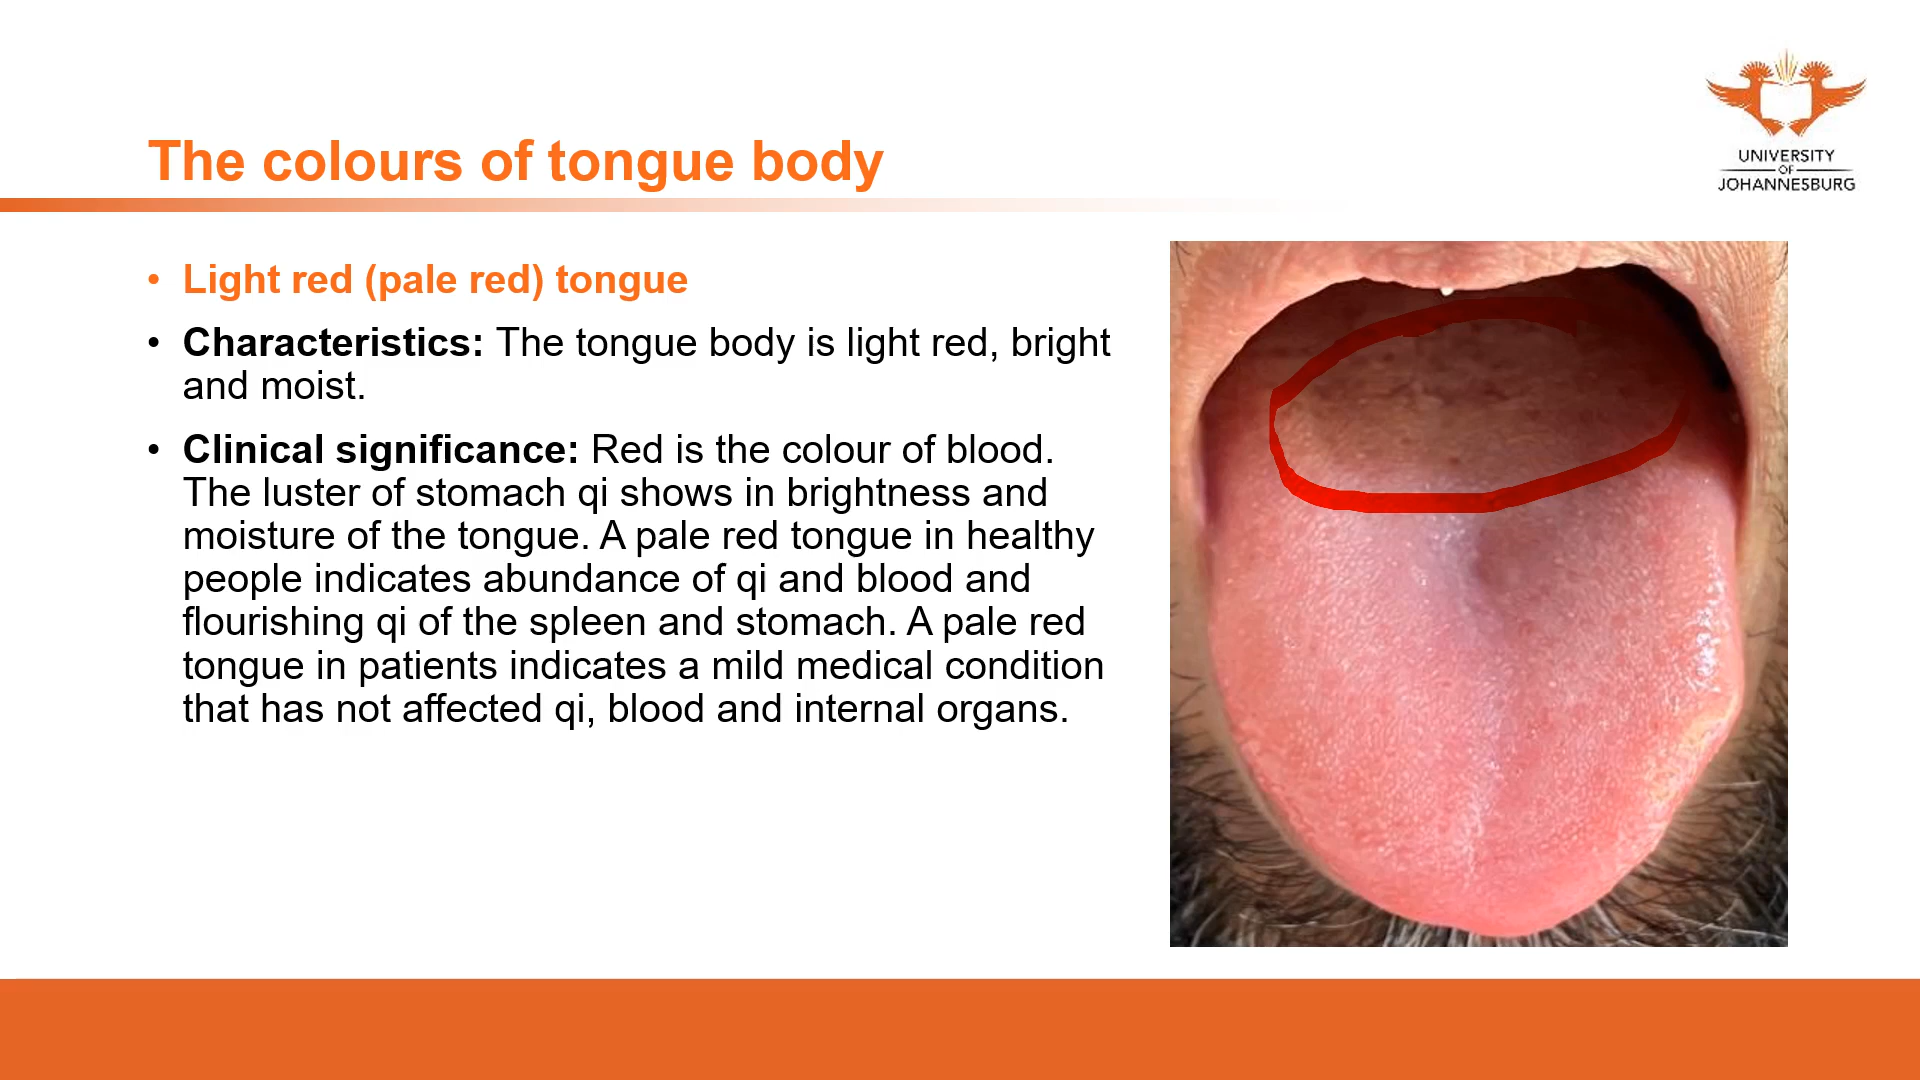 UNIVERSITY
OF
JOHANNESBURG
The colours of tongue body
• Light red (pale red) tongue
• Characteristics: The tongue body is light red, bright
and moist.
• Clinical significance: Red is the colour of blood.
The luster of stomach qi shows in brightness and
moisture of the tongue. A pale red tongue in healthy
people indicates abundance of qi and blood and
flourishing qi of the spleen and stomach. A pale red
tongue in patients indicates a mild medical condition
that has not affected qi, blood and internal organs.